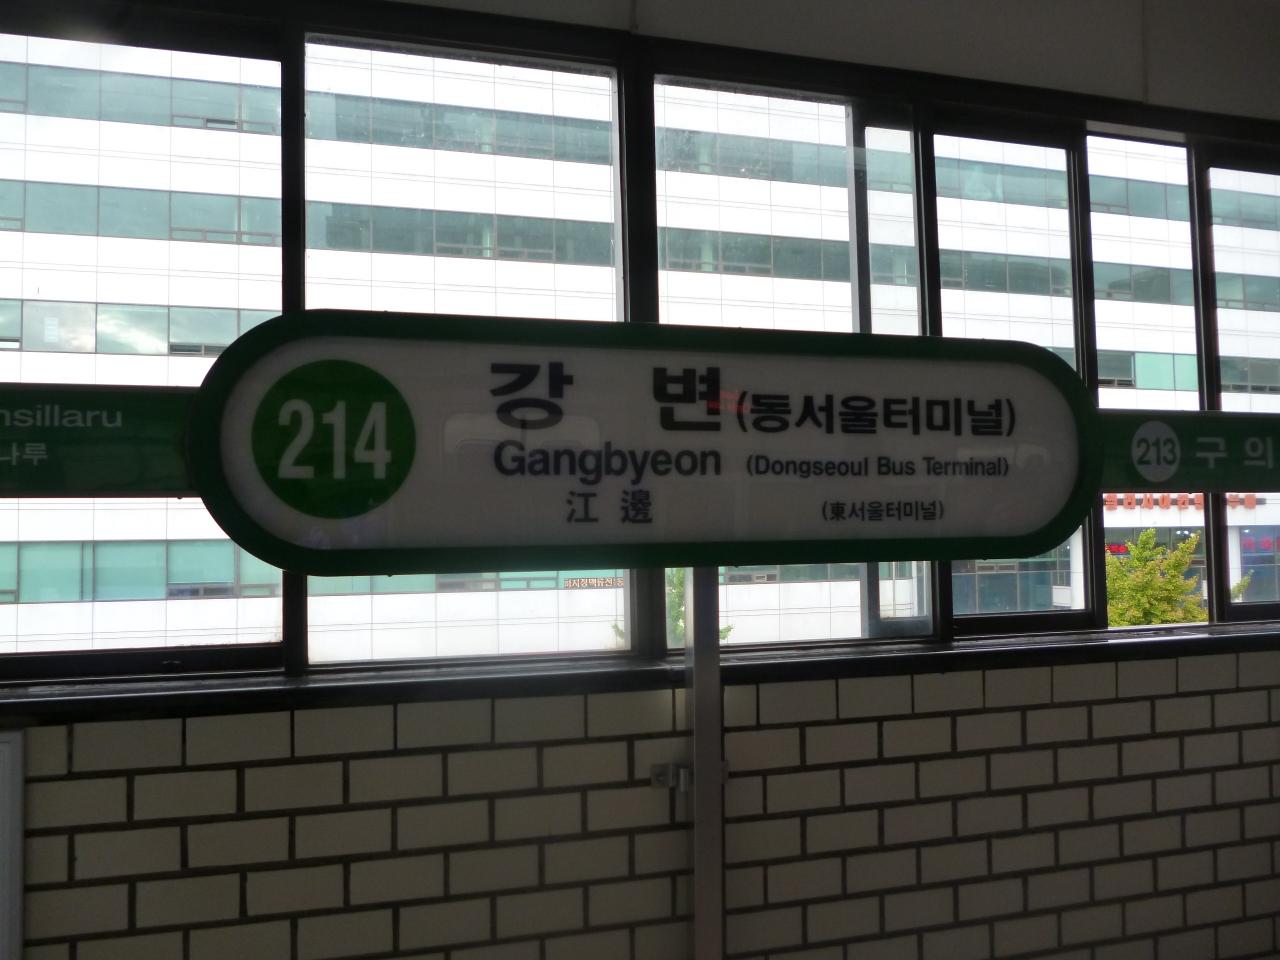 nsillaru
나루
214
강 변 (동서울터미널)
Gangbyeon (Dongseoul Bus Terminal)
江 邊 (東서울터미널)
213 구 의